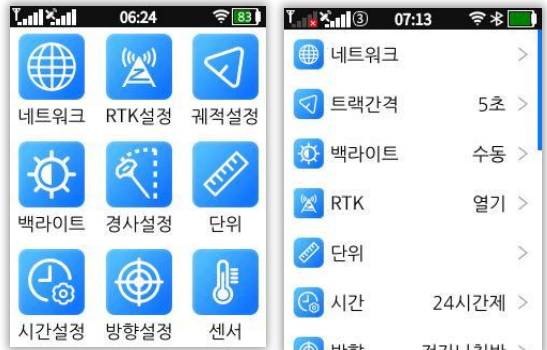 06:24
83
네트워크 RTK설정 궤적설정
백라이트 경사설정 단위
시간설정 방향설정 센서
3 07:13
네트워크 >
트랙간격 5초 >
백라이트 수동 >
RTK 열기 >
단위 >
시간 24시간제 >